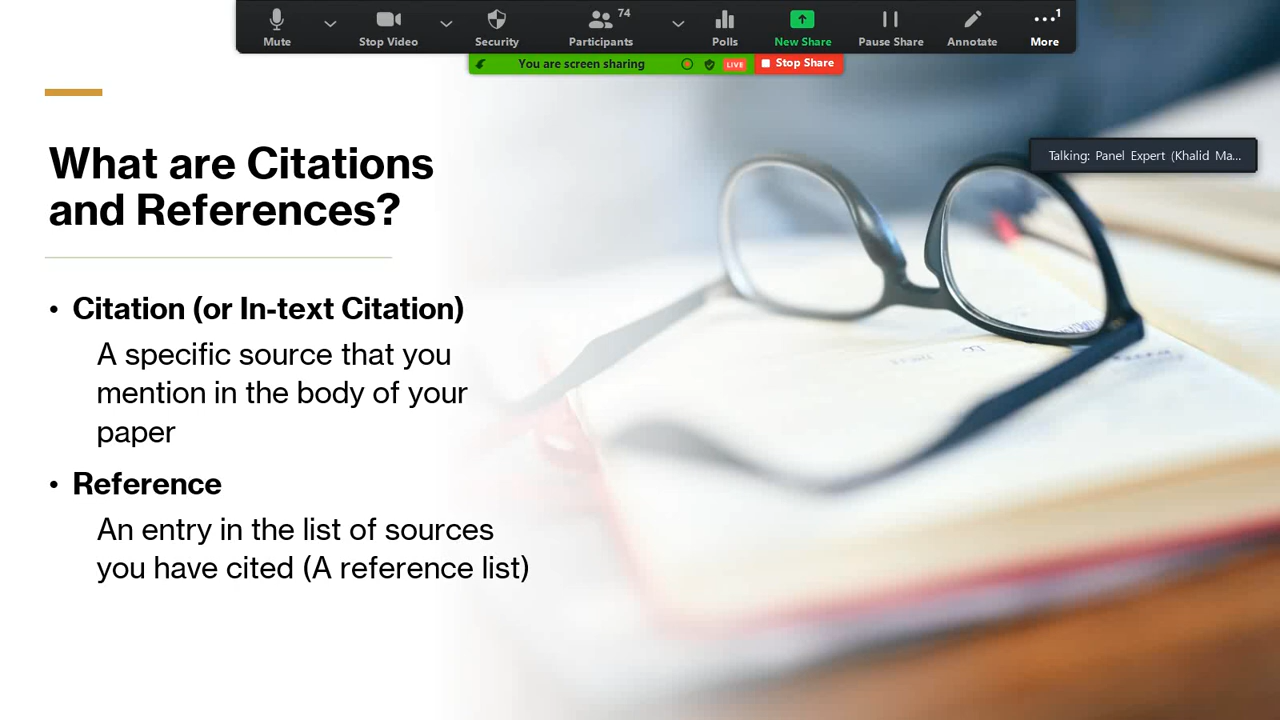 Mute
Stop Video
Security
Participants
74
Polls
New Share
Pause Share
Annotate
More
1
You are screen sharing
LIVE
Stop Share
Talking: Panel Expert (Khalid Ma...
What are Citations
and References?
• Citation (or In-text Citation)
A specific source that you
mention in the body of your
paper
• Reference
An entry in the list of sources
you have cited (A reference list)